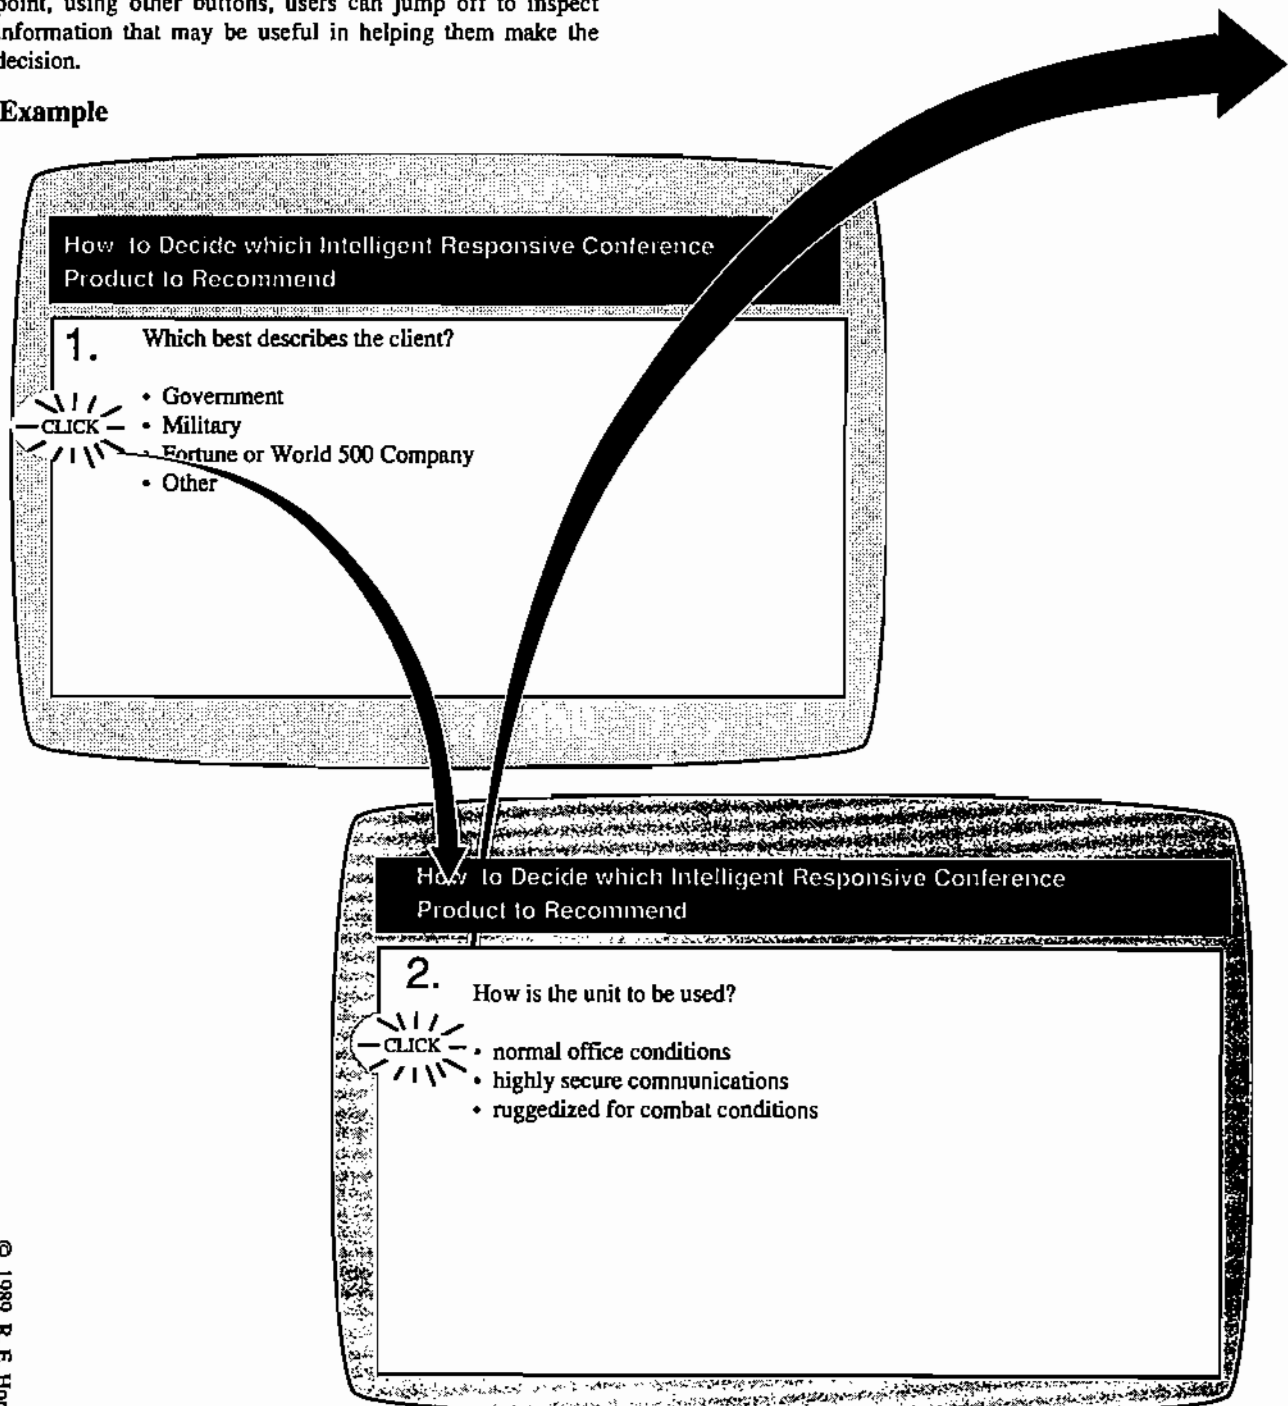 point, using other buttons, users can jump off to inspect
information that may be useful in helping them make the
decision.
Example
How to Decide which Intelligent Responsive Conference
Product to Recommend
1. Which best describes the client?
• Government
CLICK • Military
• Fortune or World 500 Company
• Other
How to Decide which Intelligent Responsive Conference
Product to Recommend
2. How is the unit to be used?
CLICK • normal office conditions
• highly secure communications
• ruggedized for combat conditions
© 1989 R. E.